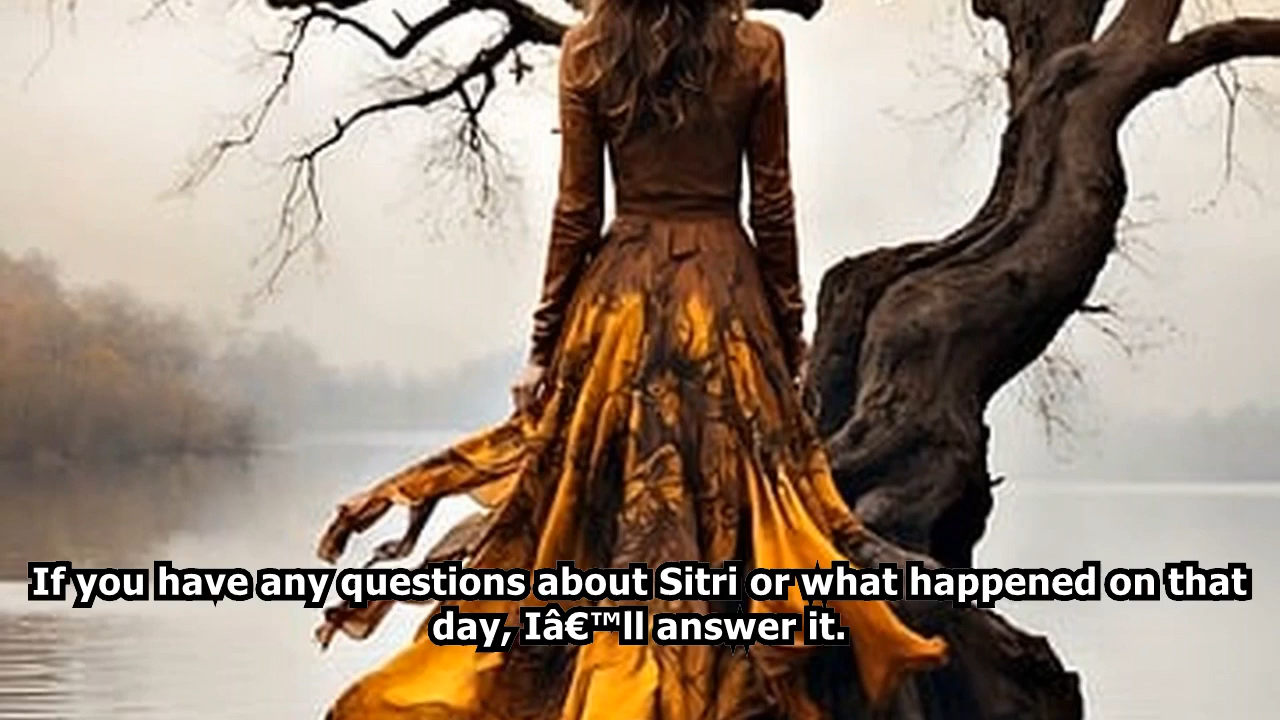 If you have any questions about Sitri or what happened on that
day, Iâ€™ll answer it.